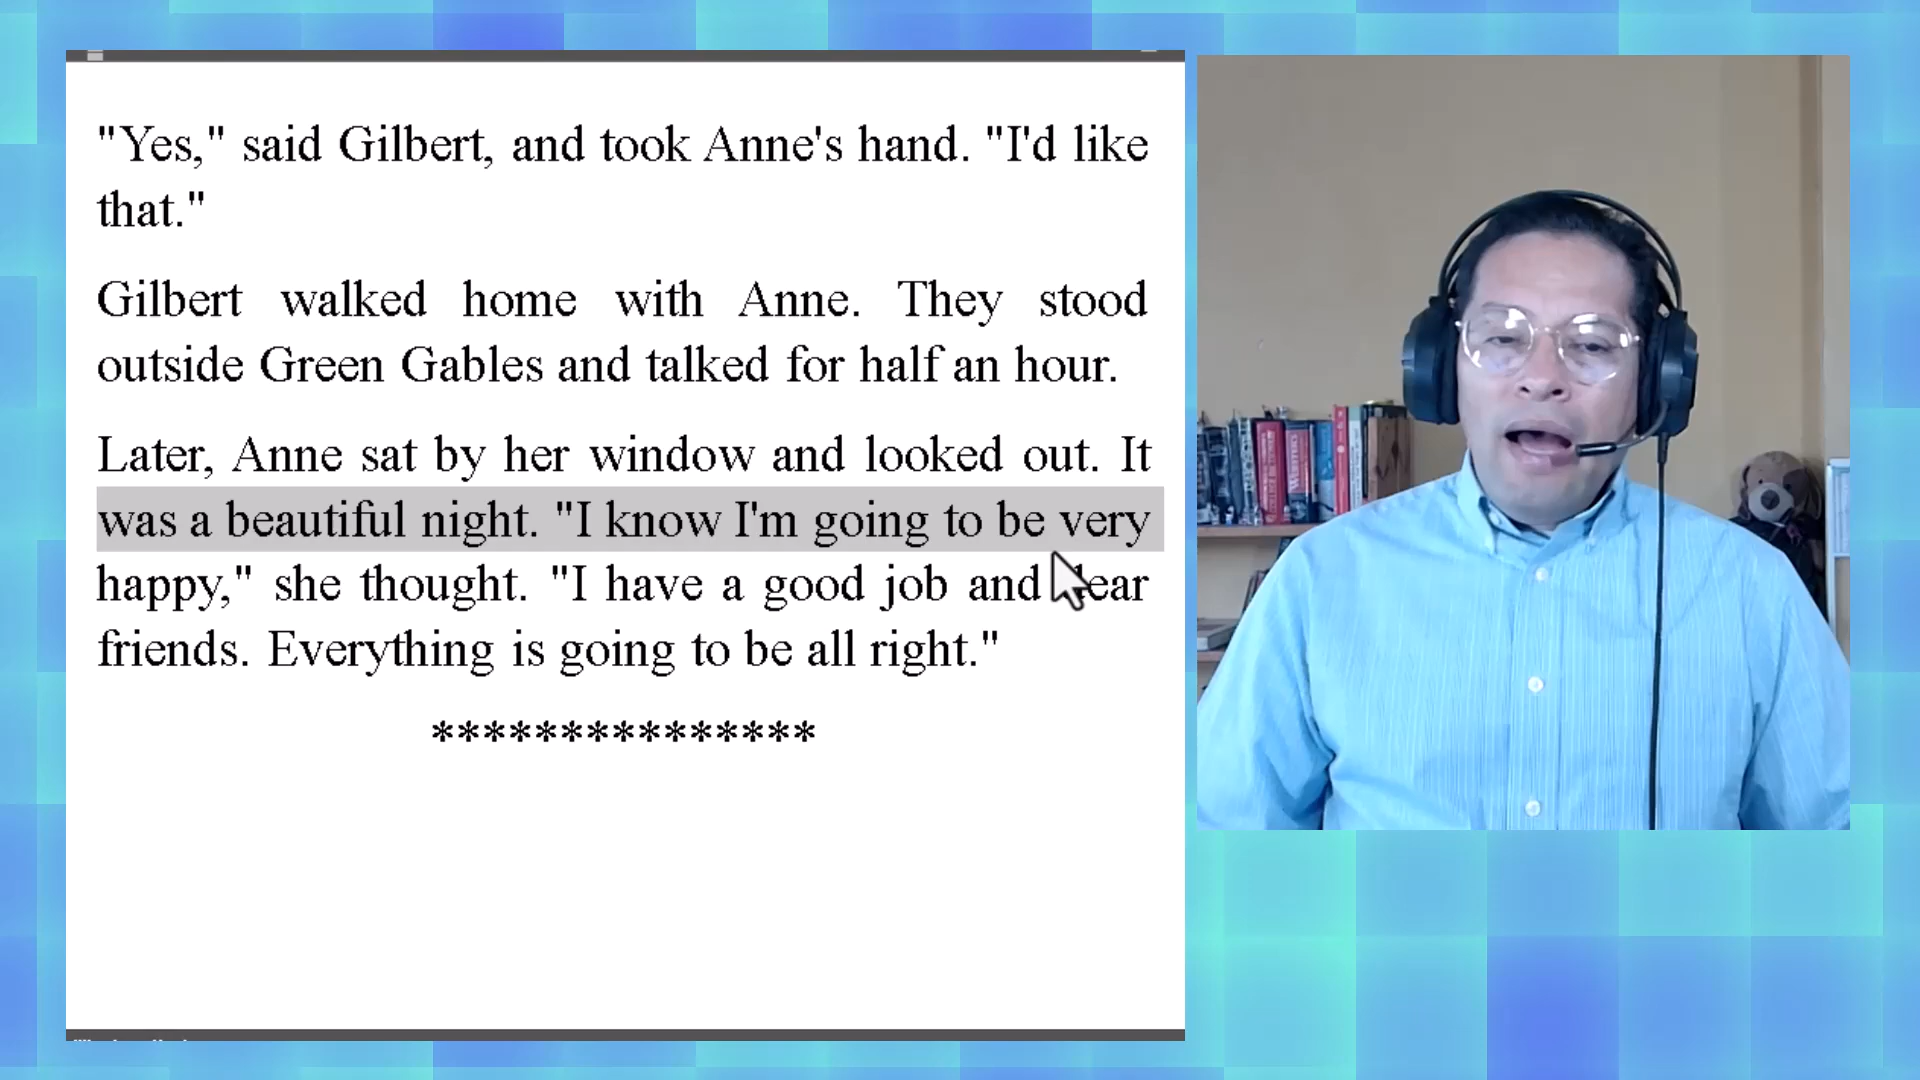 "Yes," said Gilbert, and took Anne's hand. "I'd like
that."
Gilbert walked home with Anne. They stood
outside Green Gables and talked for half an hour.
Later, Anne sat by her window and looked out. It
was a beautiful night. "I know I'm going to be very
happy," she thought. "I have a good job and dear
friends. Everything is going to be all right."
***************